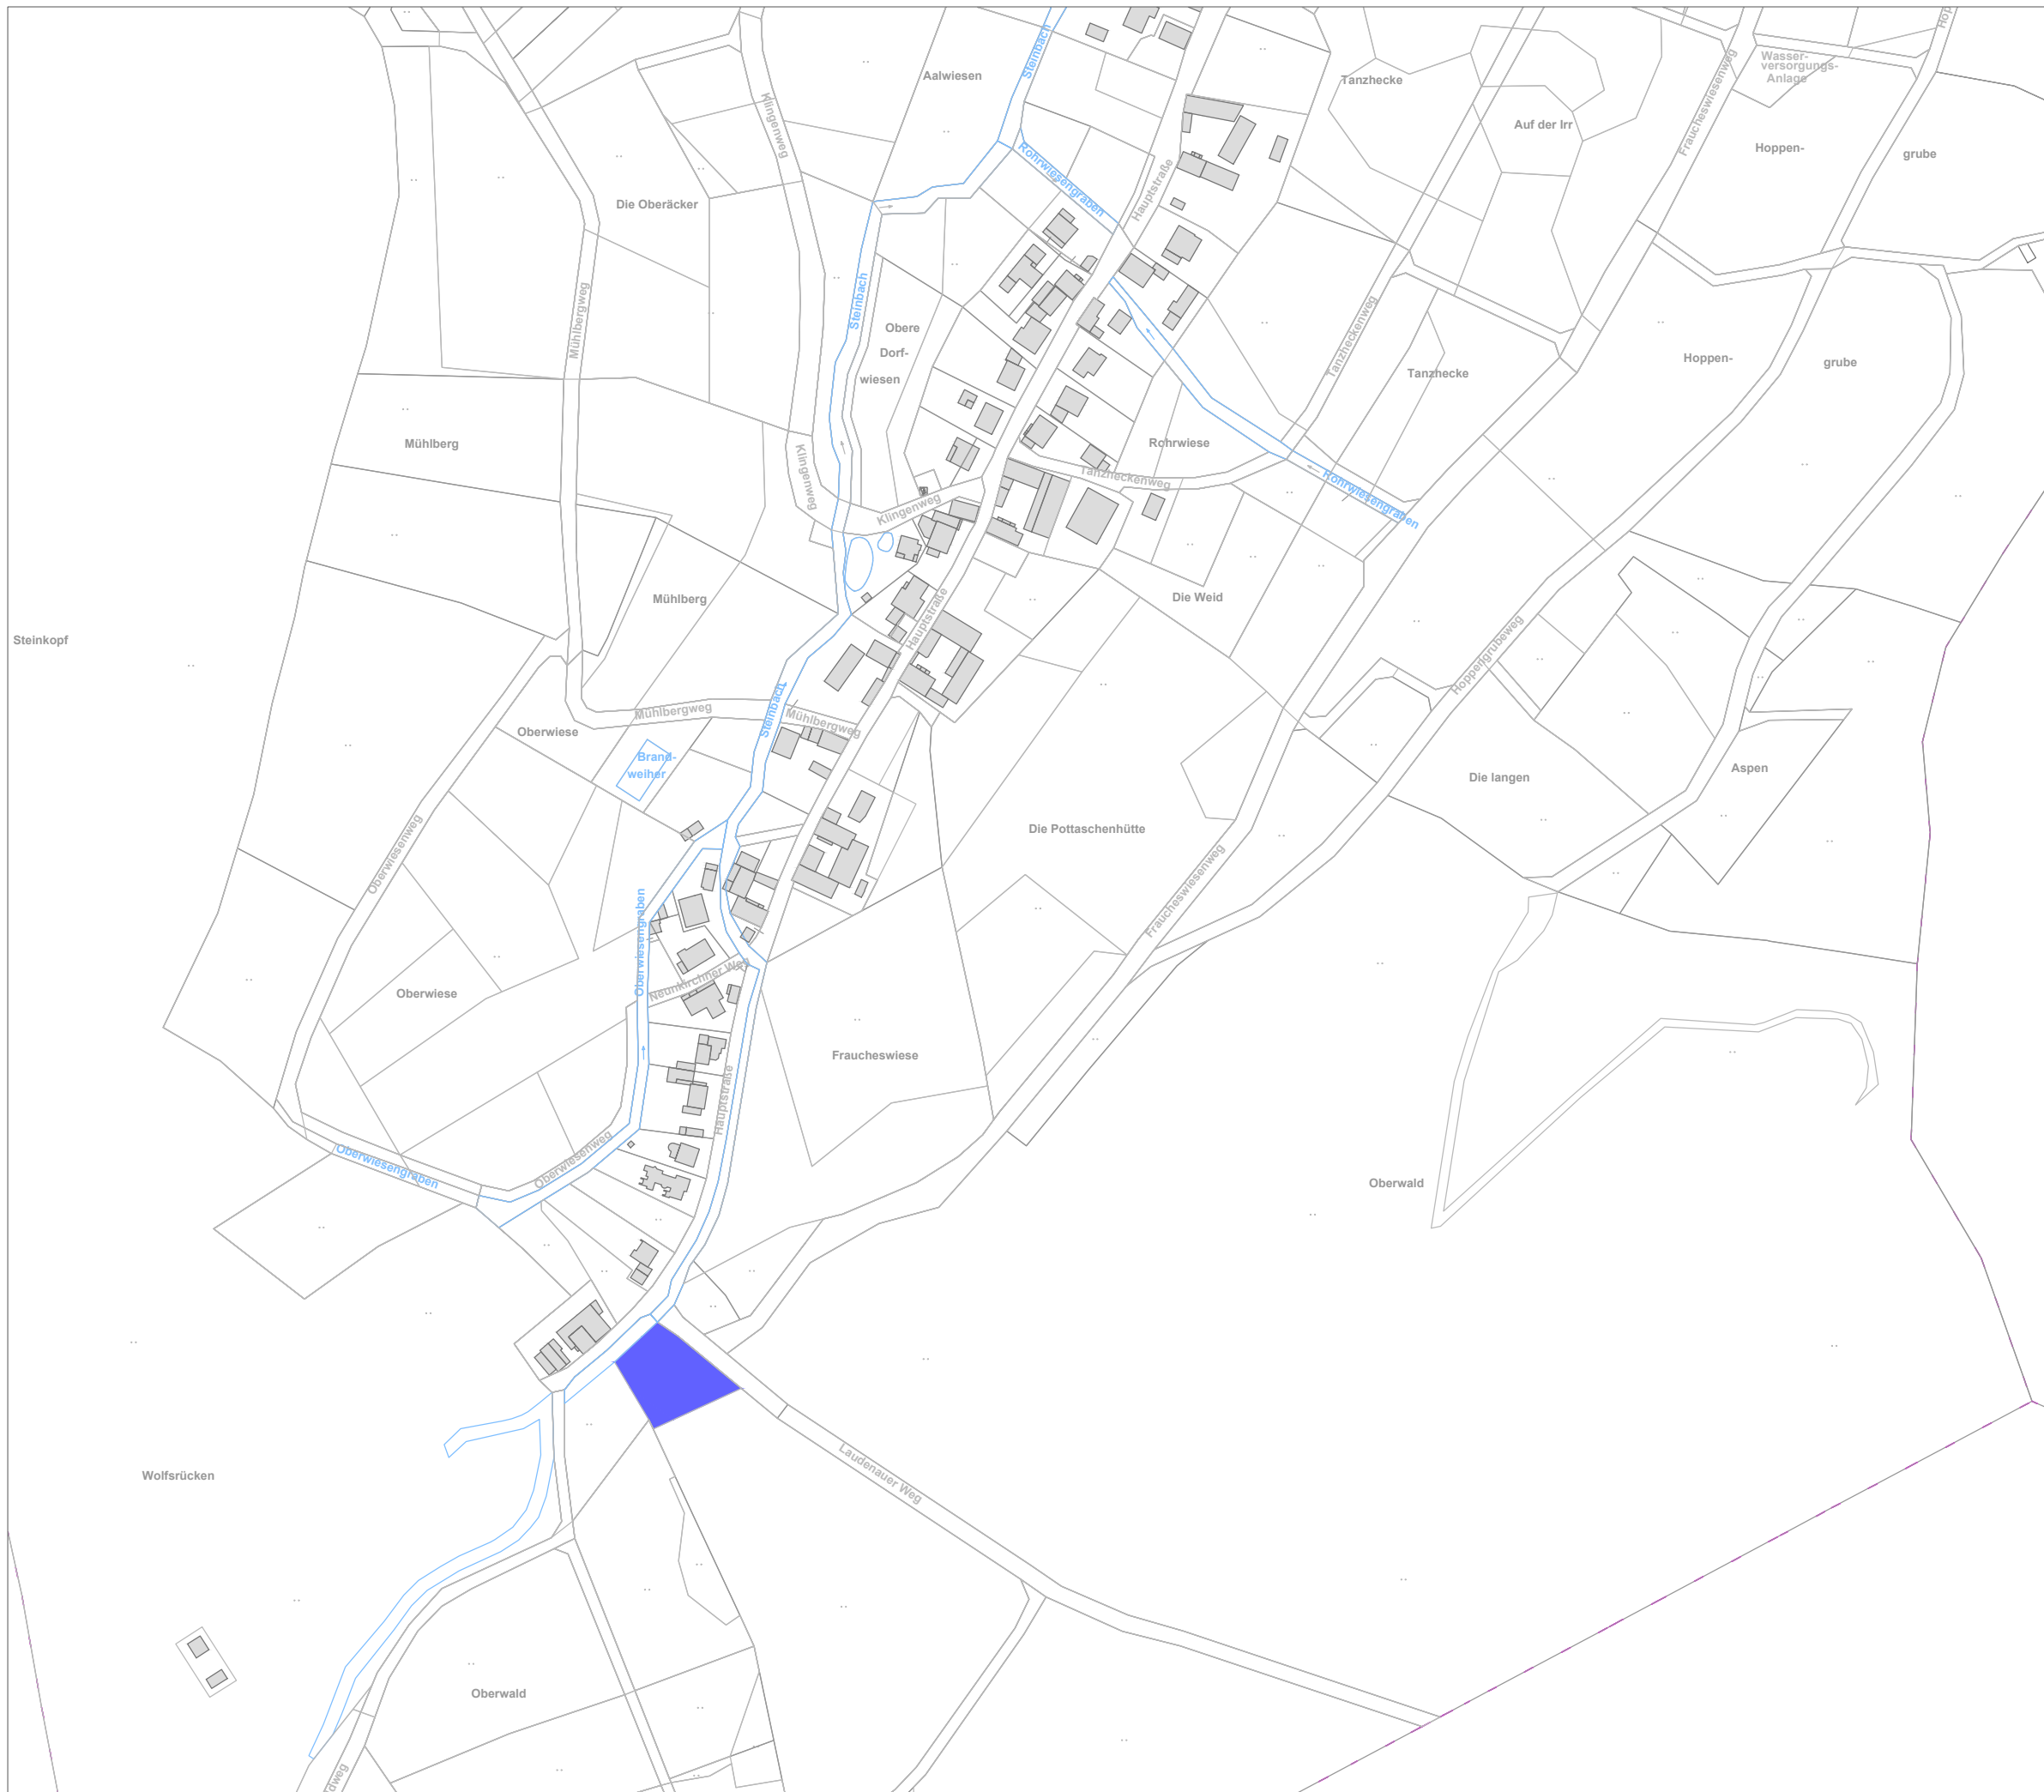 Steinbach
Hop
Wasser-
versorgungs-
Anlage
Aalwiesen
Tanzhecke
Klingenweg
Fraucheswiesenweg
Auf der Irr
Hoppen-
grube
Rohrwiesengraben
Hauptstraße
Die Oberäcker
Mühlbergweg
Steinbach
Obere
Dorf-
wiesen
Tanzheckenweg
Hoppen-
grube
Tanzhecke
Mühlberg
Rohrwiese
Klingenweg
Tanzheckenweg
Rohrwiesengraben
Klingenweg
Mühlberg
Die Weid
Hauptstraße
Steinkopf
Hoppengrubeweg
Steinbach
Mühlbergweg
Mühlbergweg
Oberwiese
Brand-
weiher
Die langen
Aspen
Oberwiesenweg
Die Pottaschenhütte
Fraucheswiesenweg
Oberwiesengraben
Neunkirchner Weg
Oberwiese
Fraucheswiese
Hauptstraße
Oberwiesengraben
Oberwiesenweg
Oberwald
Laudenauer Weg
Wolfsrücken
Oberwald
dweg